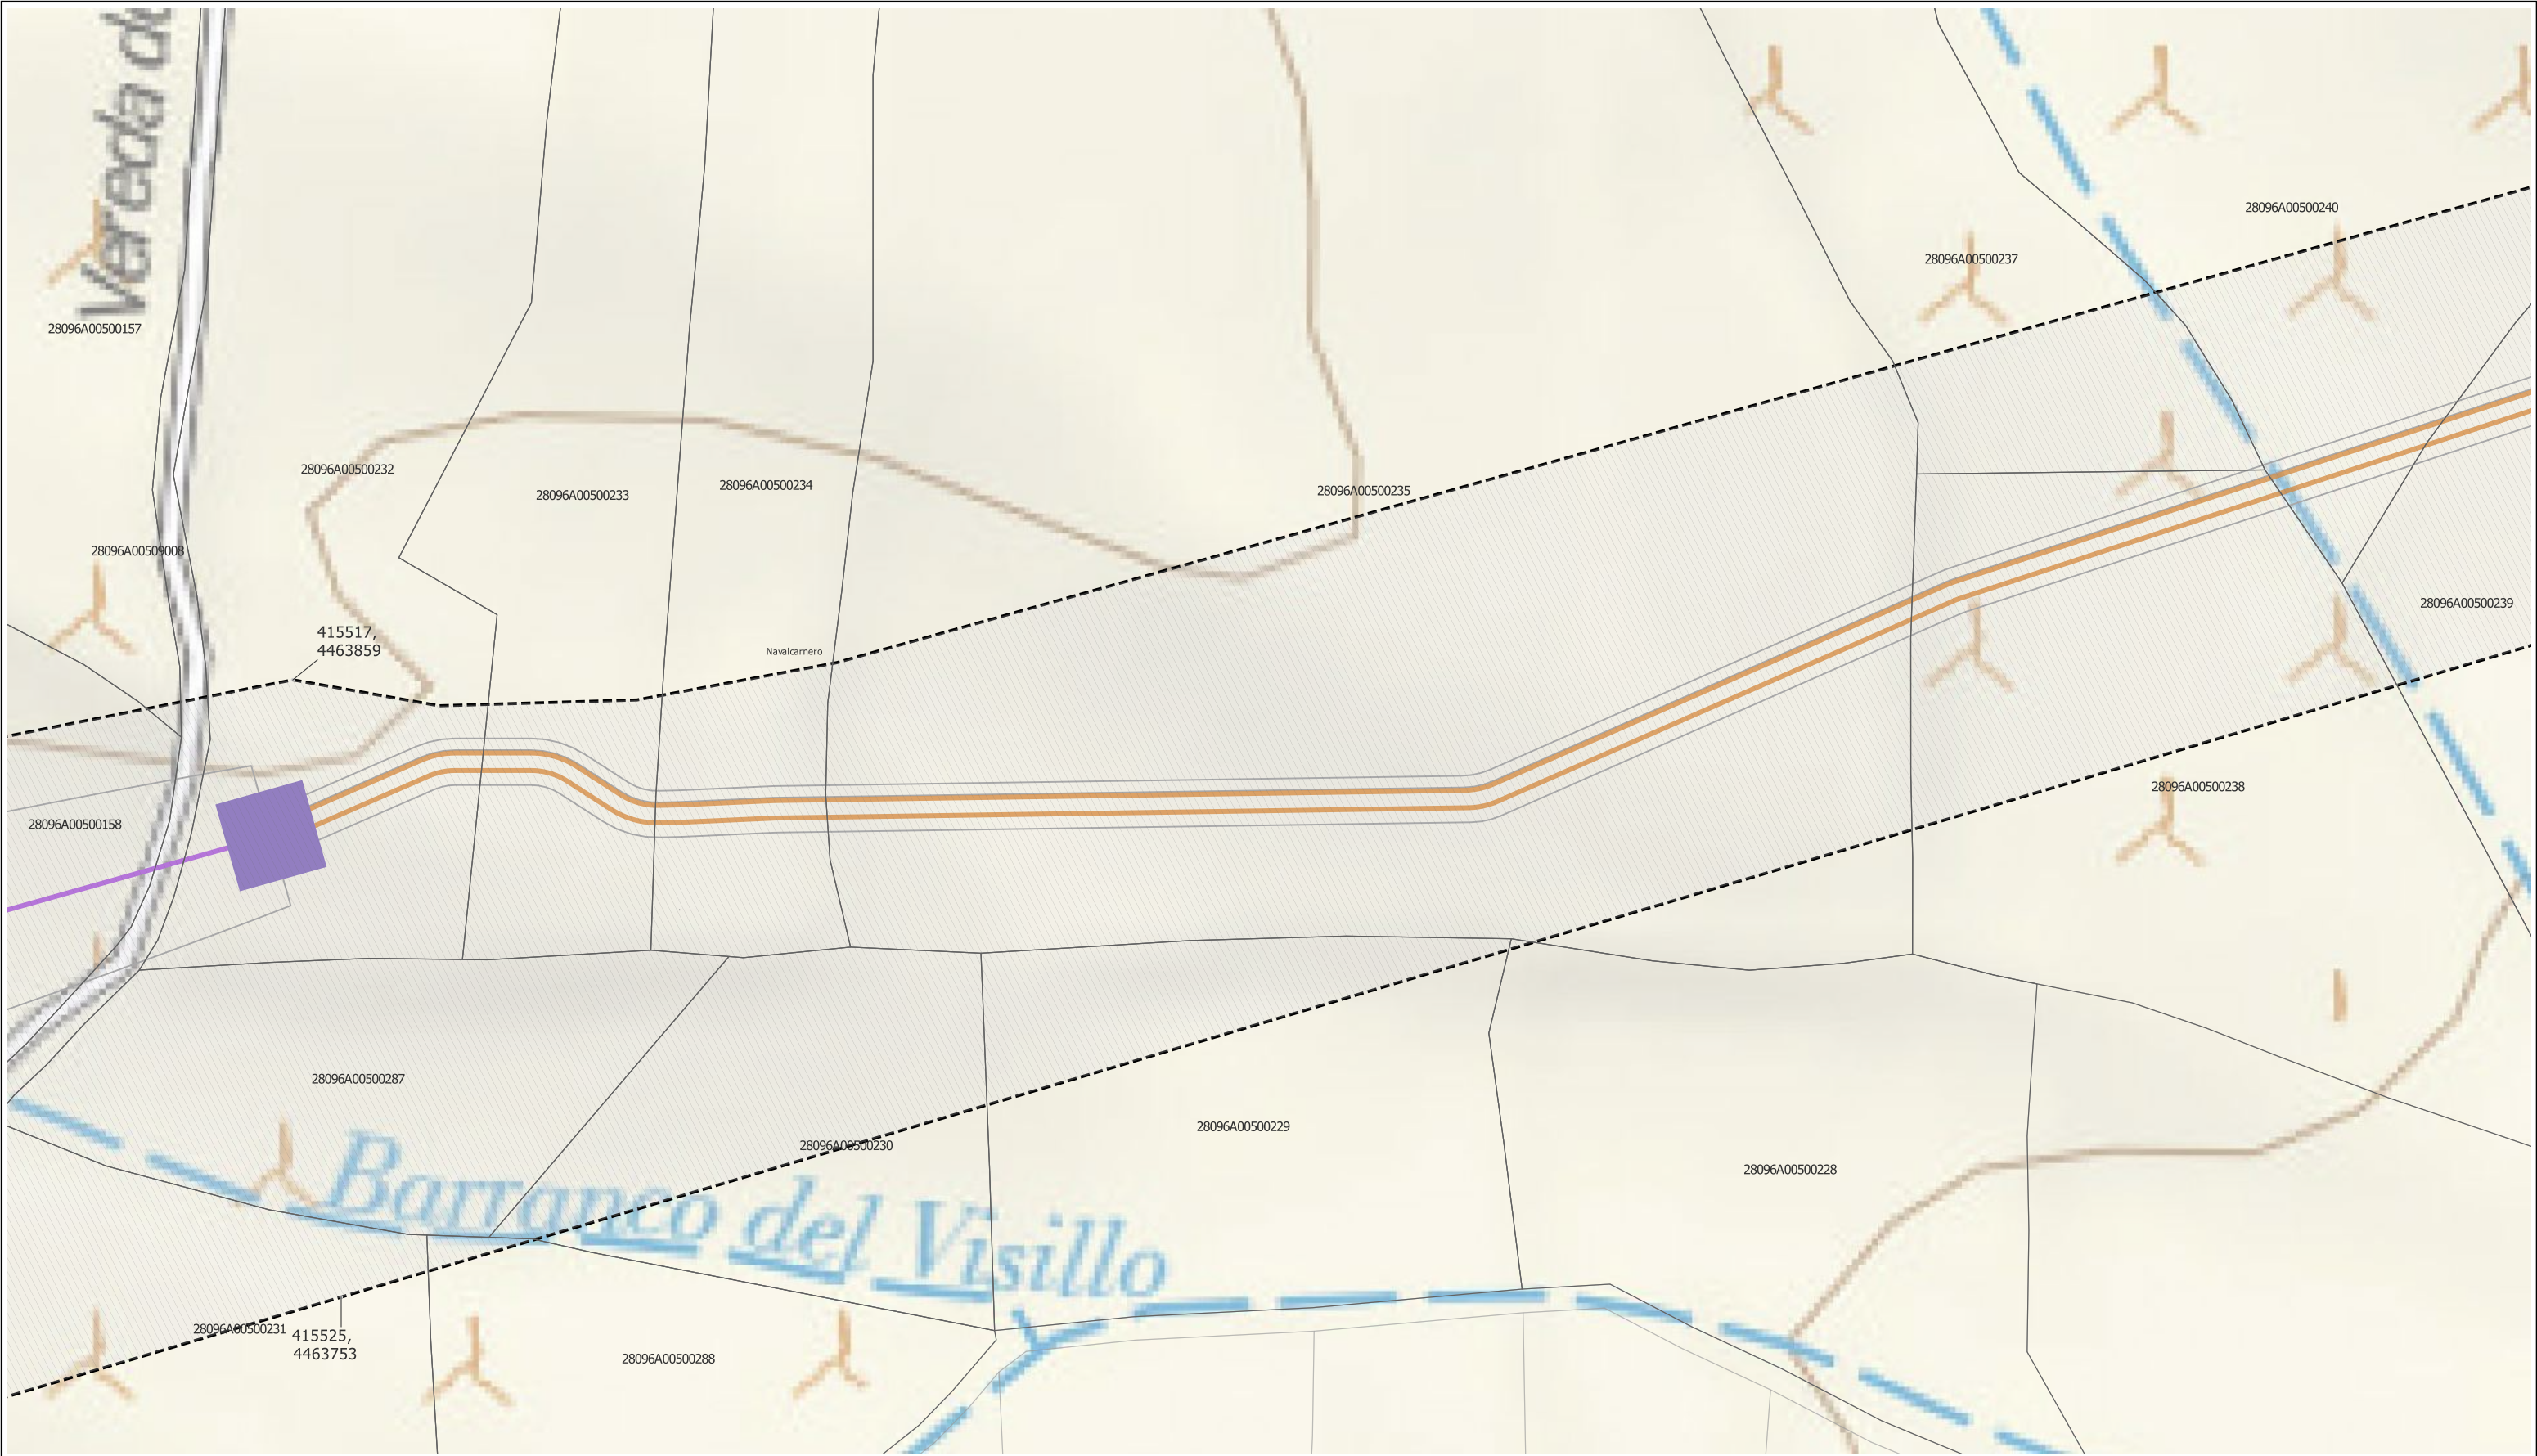 Vereda de
28096A00500240
28096A00500237
28096A00500157
28096A00500232
28096A00500233
28096A00500234
28096A00500235
28096A00509008
28096A00500239
415517,
4463859
Navalcarnero
28096A00500238
28096A00500158
28096A00500287
28096A00500230
28096A00500229
28096A00500228
Barranco del Visillo
28096A00500231
415525,
4463753
28096A00500288